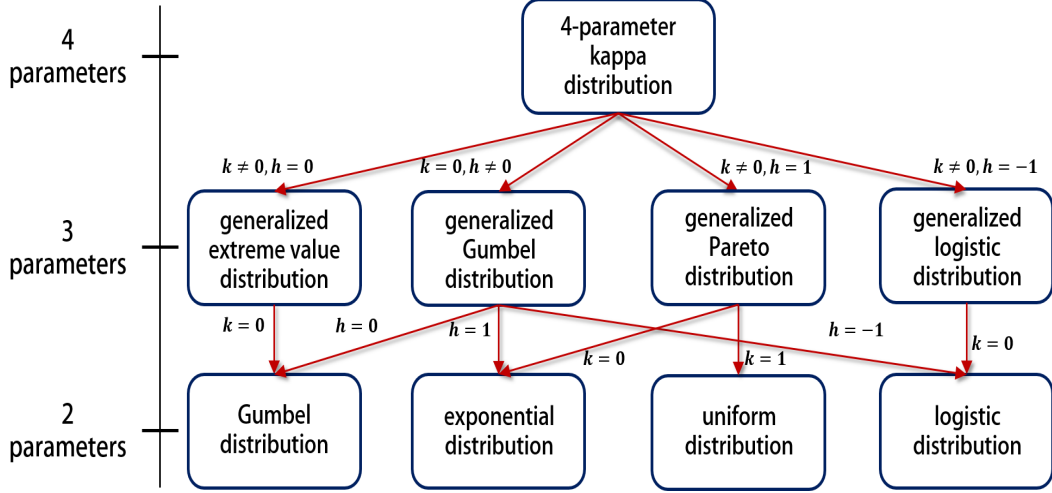 4
parameters
4-parameter
kappa
distribution
k ≠ 0, h = 0
k = 0, h ≠ 0
k ≠ 0, h = 1
k ≠ 0, h = −1
3
parameters
generalized
extreme value
distribution
generalized
Gumbel
distribution
generalized
Pareto
distribution
generalized
logistic
distribution
k = 0
h = 0
h = 1
k = 0
k = 1
h = −1
k = 0
2
parameters
Gumbel
distribution
exponential
distribution
uniform
distribution
logistic
distribution